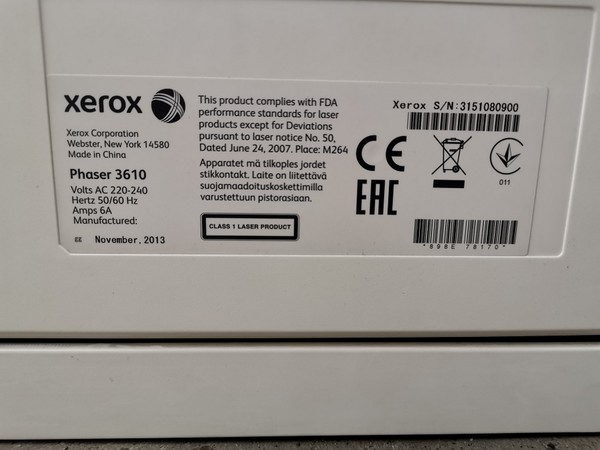 xerox
Xerox Corporation
Webster, New York 14580
Made in China
Phaser 3610
Volts AC 220-240
Hertz 50/60 Hz
Amps 6A
Manufactured:
EE November, 2013
This product complies with FDA
performance standards for laser
products except for Deviations
pursuant to laser notice No. 50,
Dated June 24, 2007. Place: M264
Apparatet må tilkoples jordet
stikkontakt. Laite on liitettävä
suojamaadoituskoskettimilla
varustettuun pistorasiaan.
CLASS 1 LASER PRODUCT
Xerox S/N:3151080900
CE
EAC
011
*898E 78170*